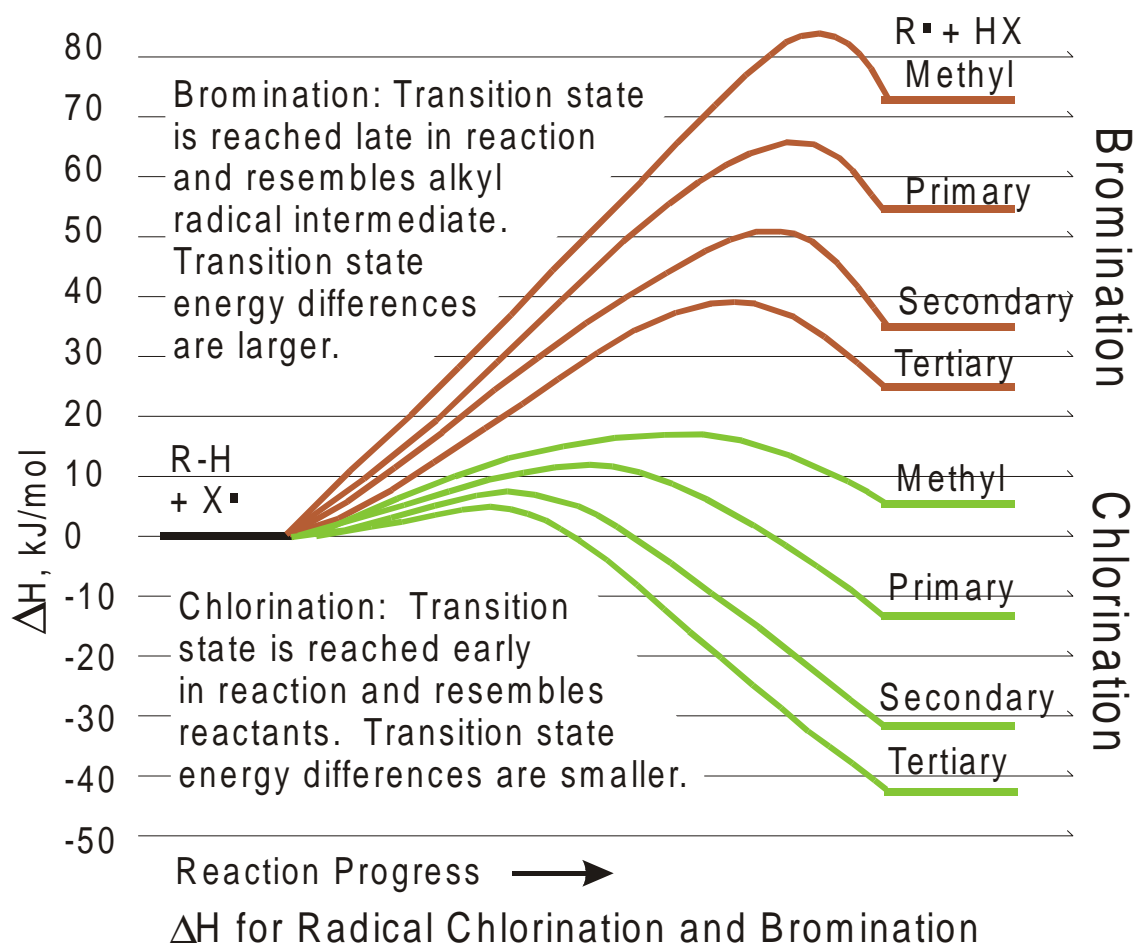 80
70
60
50
40
30
20
10
0
-10
-20
-30
-40
-50
ΔH, kJ/mol
Bromination: Transition state
is reached late in reaction
and resembles alkyl
radical intermediate.
Transition state
energy differences
are larger.
R▪ + HX
Methyl
Primary
Secondary
Tertiary
Bromination
R-H
+ X▪
Methyl
Primary
Secondary
Tertiary
Chlorination
Chlorination: Transition
state is reached early
in reaction and resembles
reactants. Transition state
energy differences are smaller.
Reaction Progress
ΔH for Radical Chlorination and Bromination